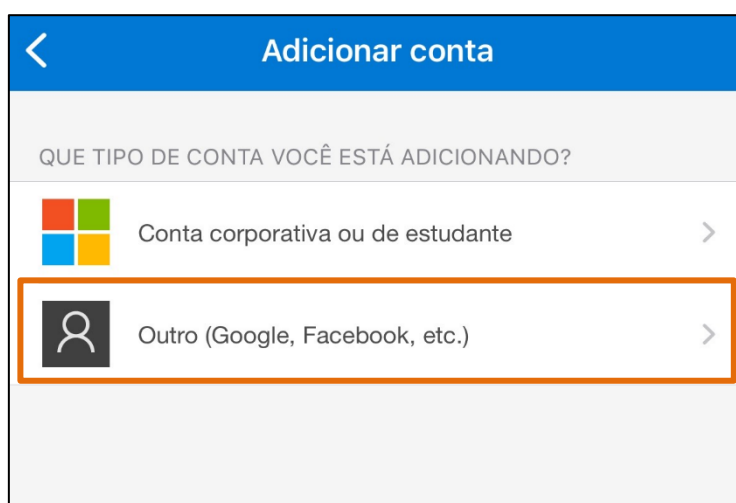 Adicionar conta
QUE TIPO DE CONTA VOCÊ ESTÁ ADICIONANDO?
Conta corporativa ou de estudante
Outro (Google, Facebook, etc.)